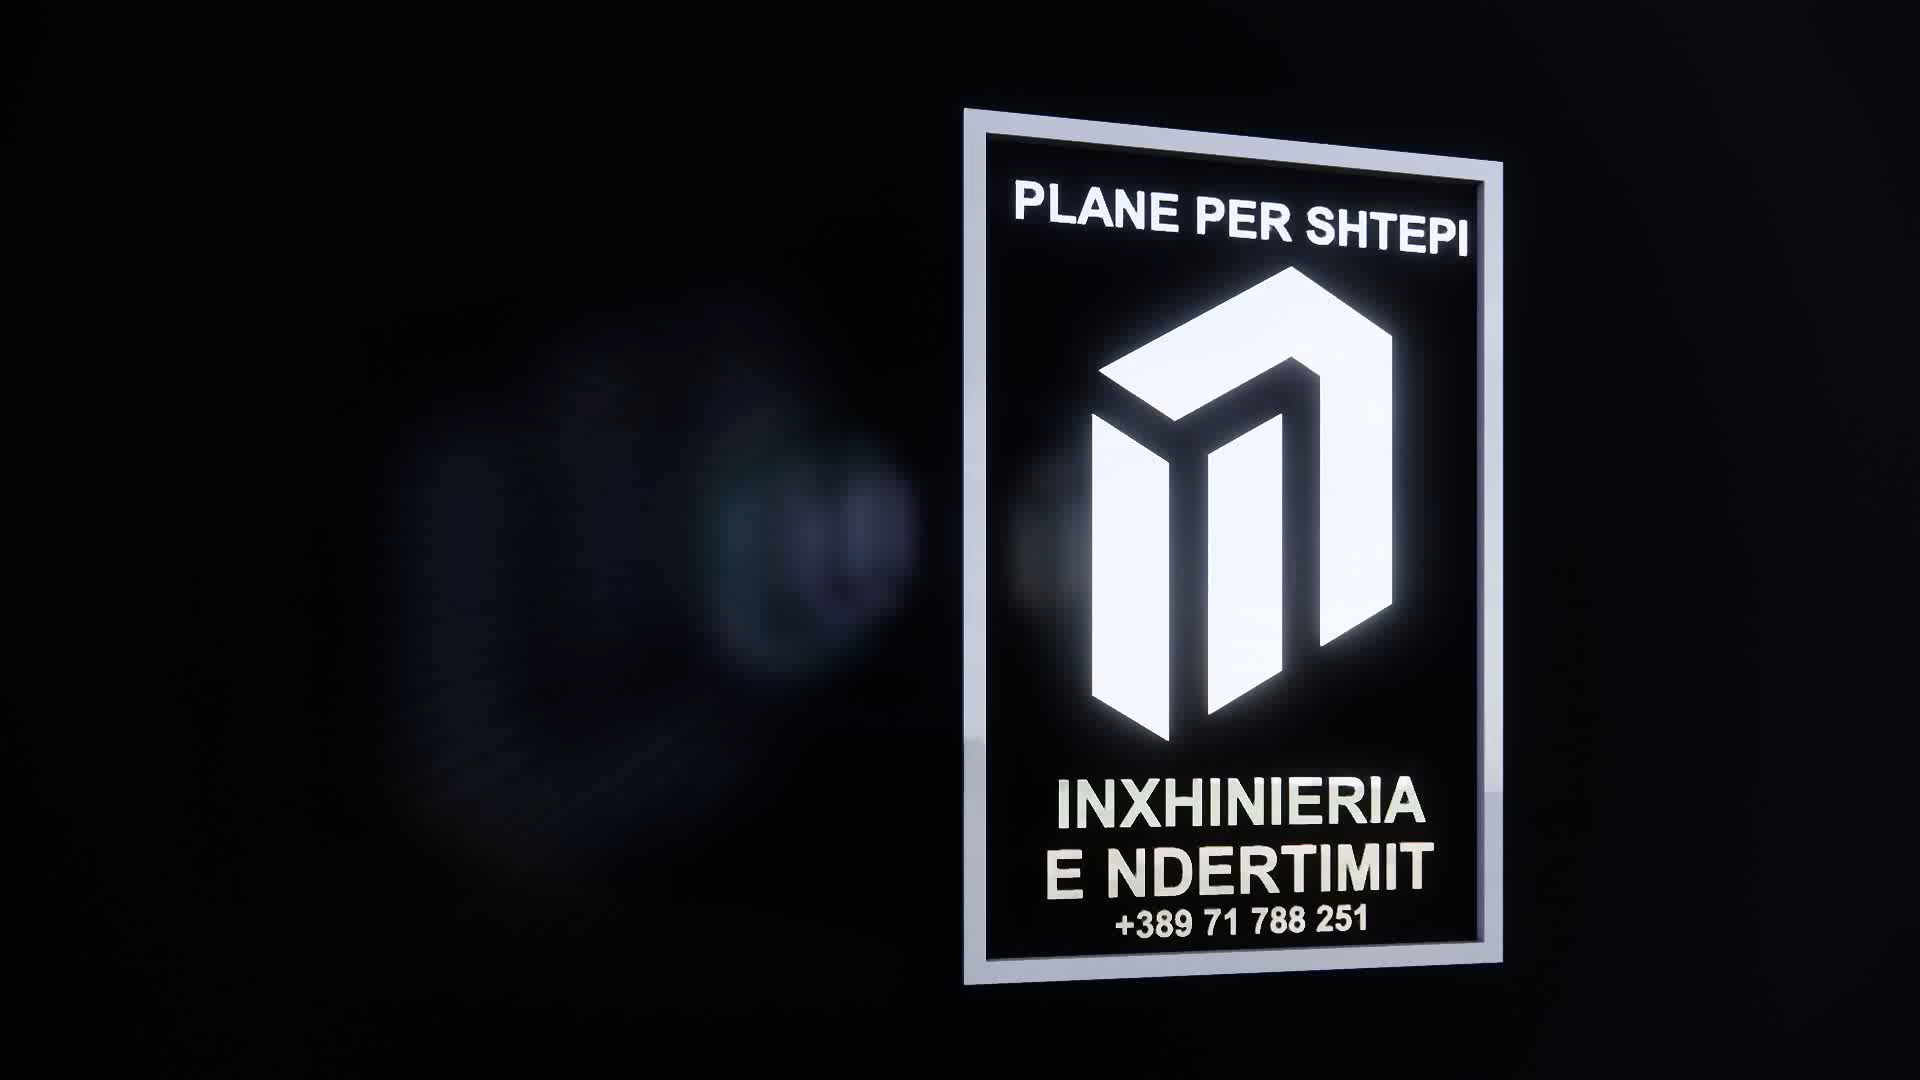 PLANE PER SHTEPI
INXHINIERIA
E NDERTIMIT
+389 71 788 251